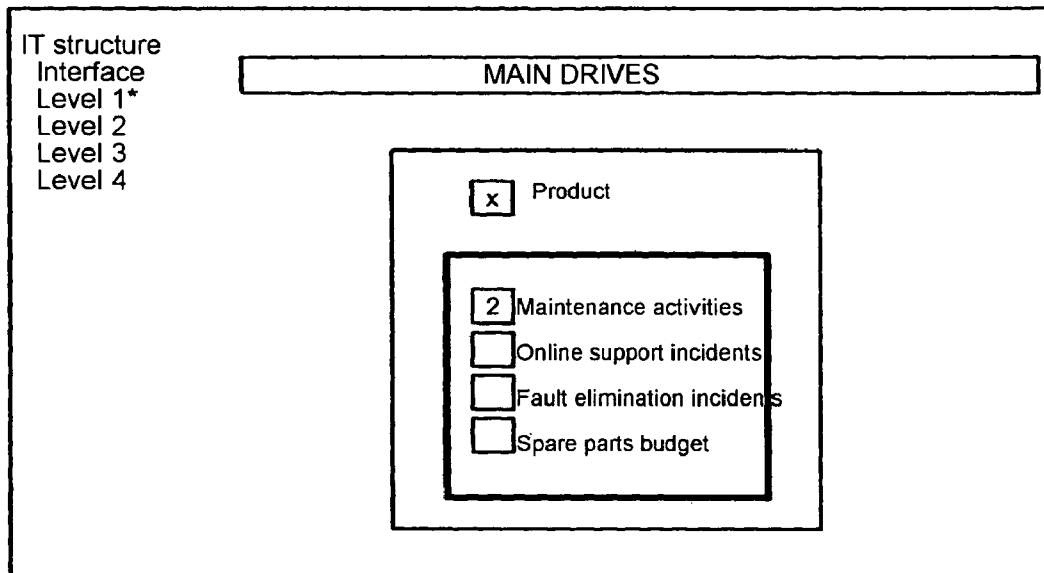 IT structure
Interface
Level 1*
Level 2
Level 3
Level 4
MAIN DRIVES
x Product
2 Maintenance activities
Online support incidents
Fault elimination incidents
Spare parts budget